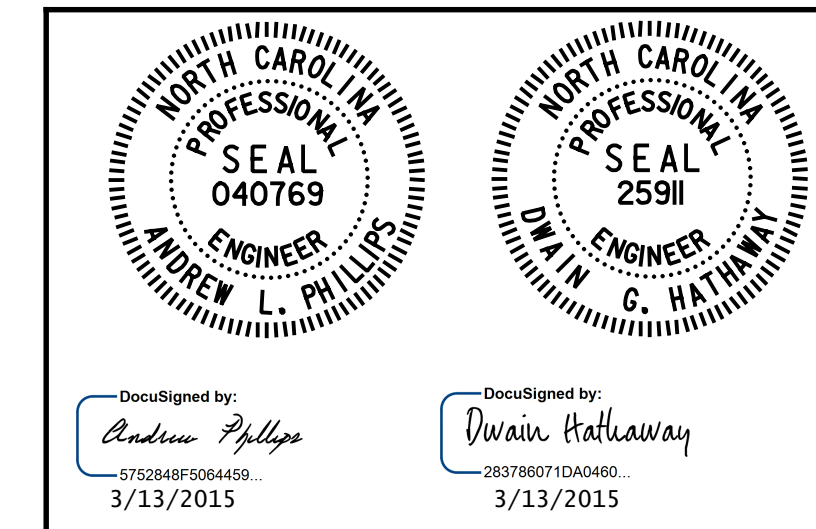 NORTH CAROLINA
PROFESSIONAL
SEAL
040769
ENGINEER
ANDREW L. PHILLIPS
NORTH CAROLINA
PROFESSIONAL
SEAL
25911
ENGINEER
DWAIN G. HATHAWAY
DocuSigned by:
Andrew Phillips
5752848F5064459...
3/13/2015
DocuSigned by:
Dwain Hathaway
283786071DA0460...
3/13/2015